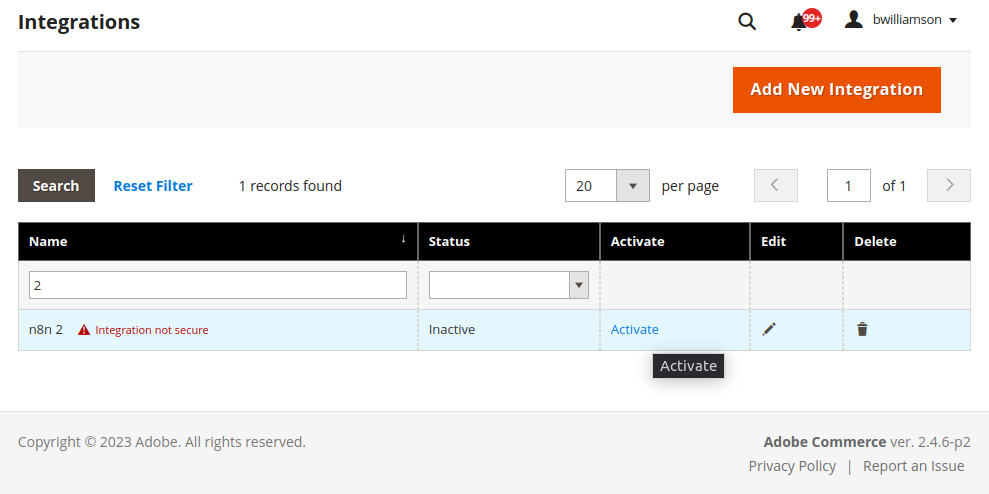 Integrations
99+
bwilliamson
Add New Integration
Search Reset Filter 1 records found 20 per page 1 of 1
Name ↓ Status Activate Edit Delete
2
n8n 2 Integration not secure Inactive Activate
Activate
Copyright © 2023 Adobe. All rights reserved. Adobe Commerce ver. 2.4.6-p2
Privacy Policy | Report an Issue